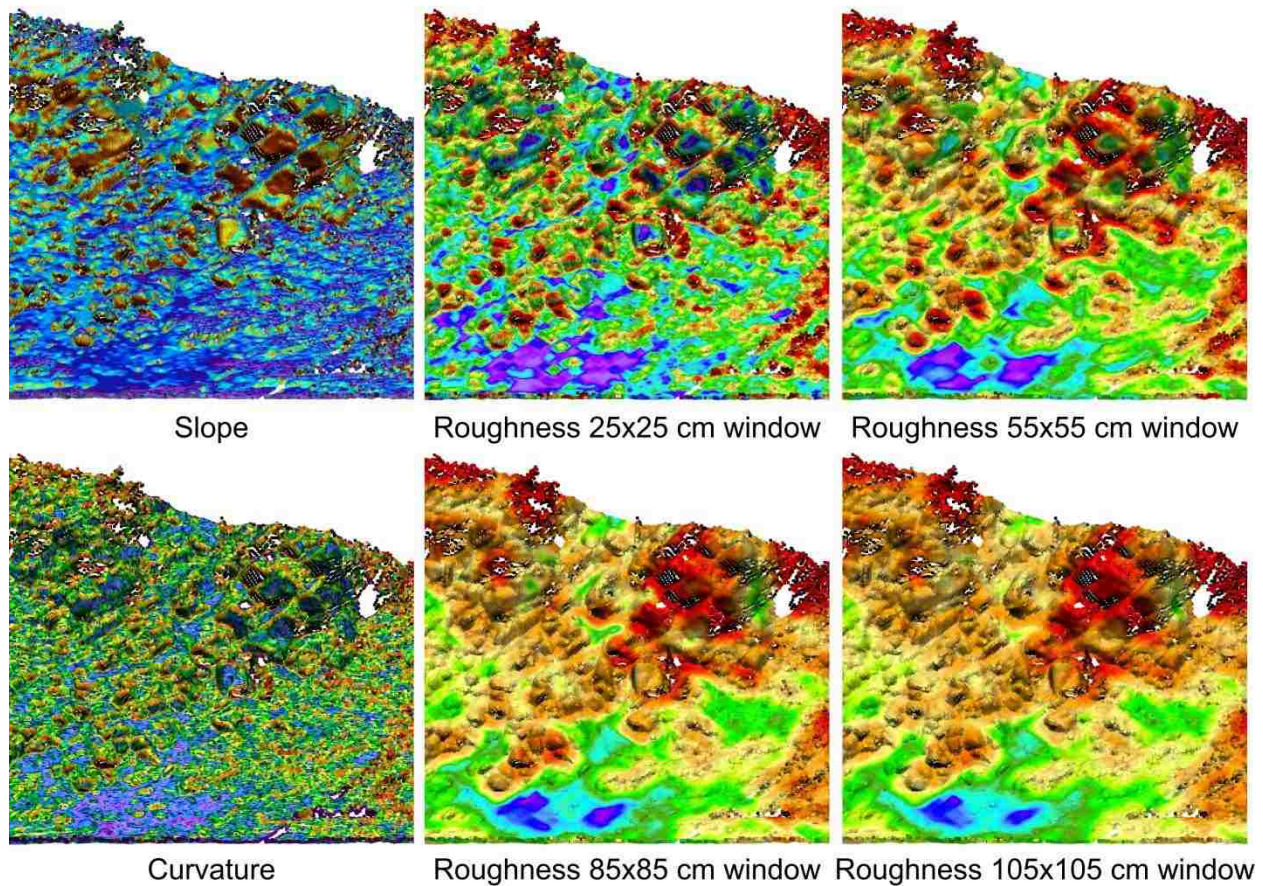 Slope
Roughness 25x25 cm window
Roughness 55x55 cm window
Curvature
Roughness 85x85 cm window
Roughness 105x105 cm window